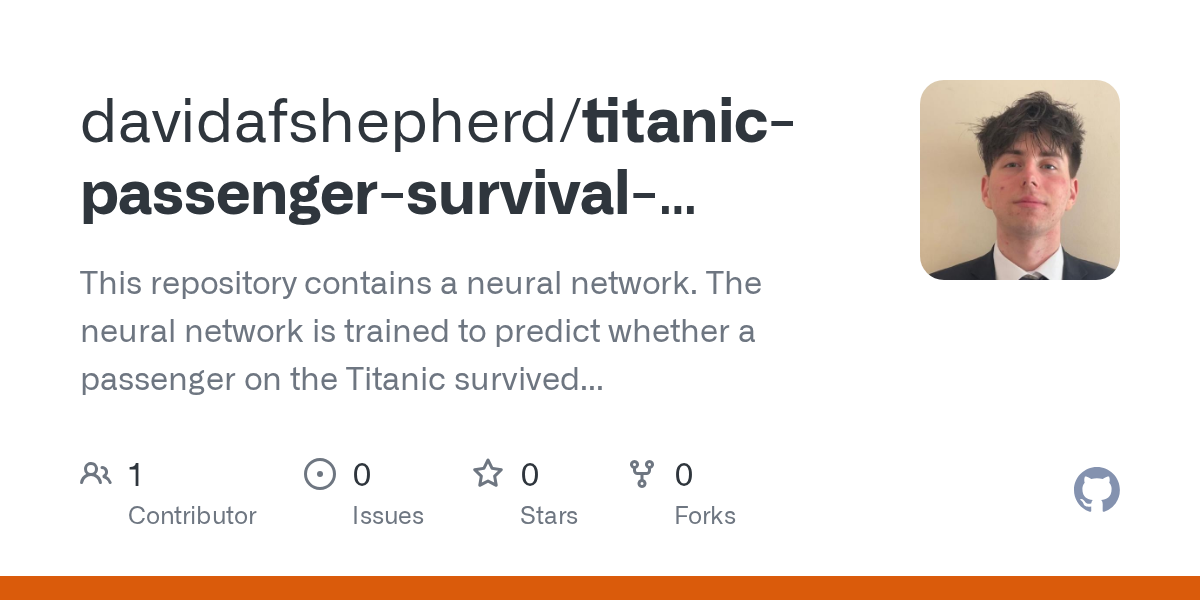 davidafshepherd/titanic-
passenger-survival-...
This repository contains a neural network. The
neural network is trained to predict whether a
passenger on the Titanic survived...
1 0 0 0
Contributor Issues Stars Forks